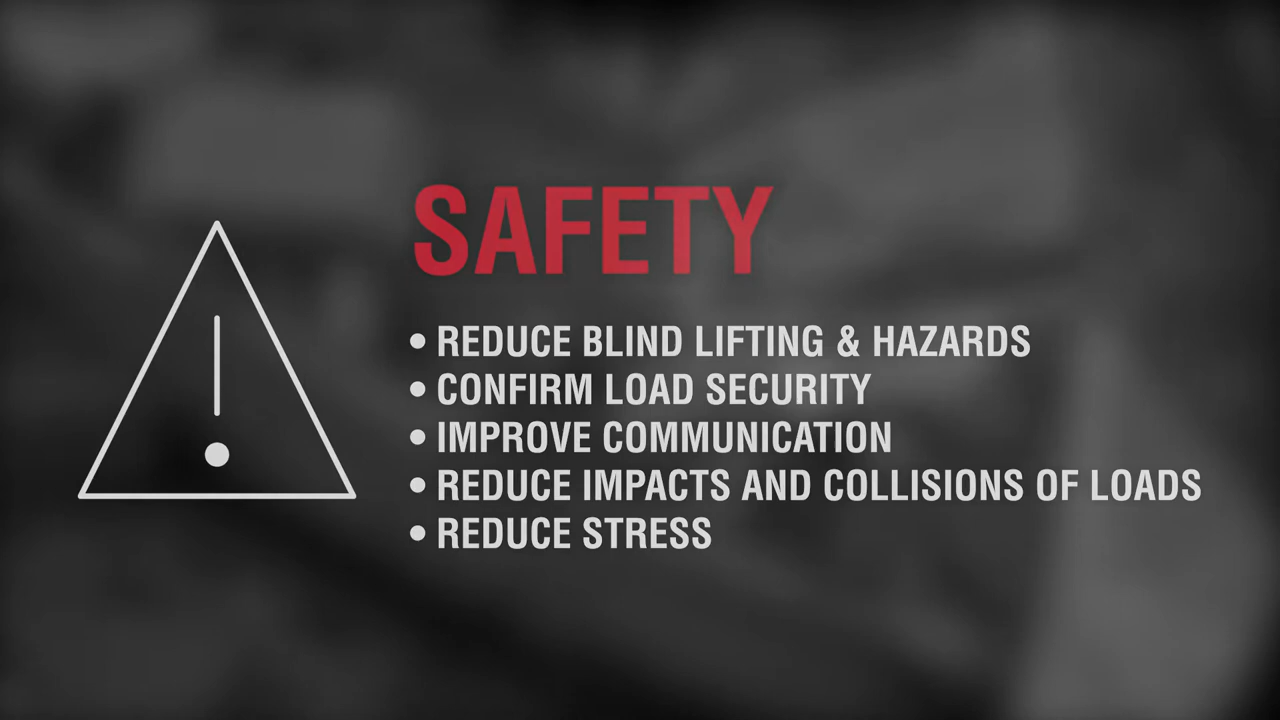 SAFETY
• REDUCE BLIND LIFTING & HAZARDS
• CONFIRM LOAD SECURITY
• IMPROVE COMMUNICATION
• REDUCE IMPACTS AND COLLISIONS OF LOADS
• REDUCE STRESS